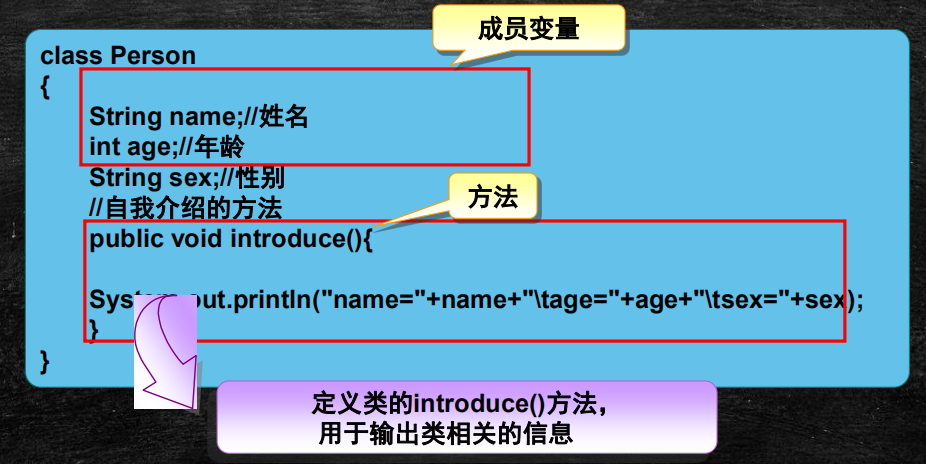 成员变量
class Person
{
String name;//姓名
int age;//年龄
String sex;//性别
//自我介绍的方法
方法
public void introduce(){
System.out.println("name="+name+"\tage="+age+"\tsex="+sex);
}
}
定义类的introduce()方法，
用于输出类相关的信息